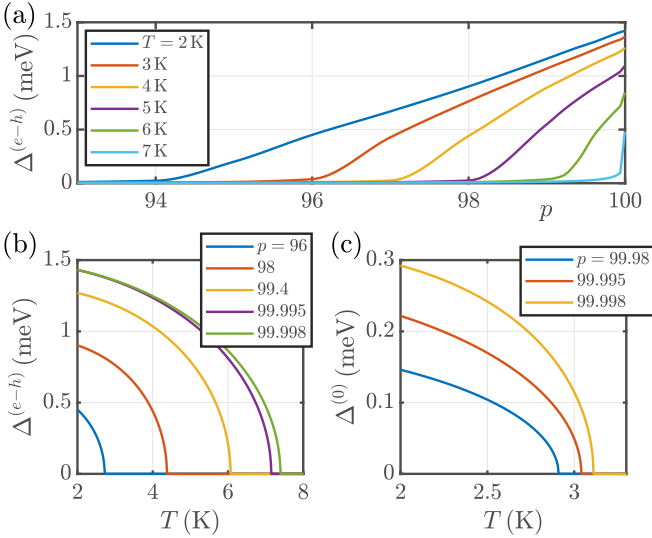 (a)
Δ^(e−h) (meV)
1.5
1
0.5
0
T = 2 K
3 K
4 K
5 K
6 K
7 K
94 96 98 p 100
(b)
Δ^(e−h) (meV)
1.5
1
0.5
0
p = 96
98
99.4
99.995
99.998
2 4 6 8
T (K)
(c)
Δ^(0) (meV)
0.3
0.2
0.1
0
p = 99.98
99.995
99.998
2 2.5 3
T (K)